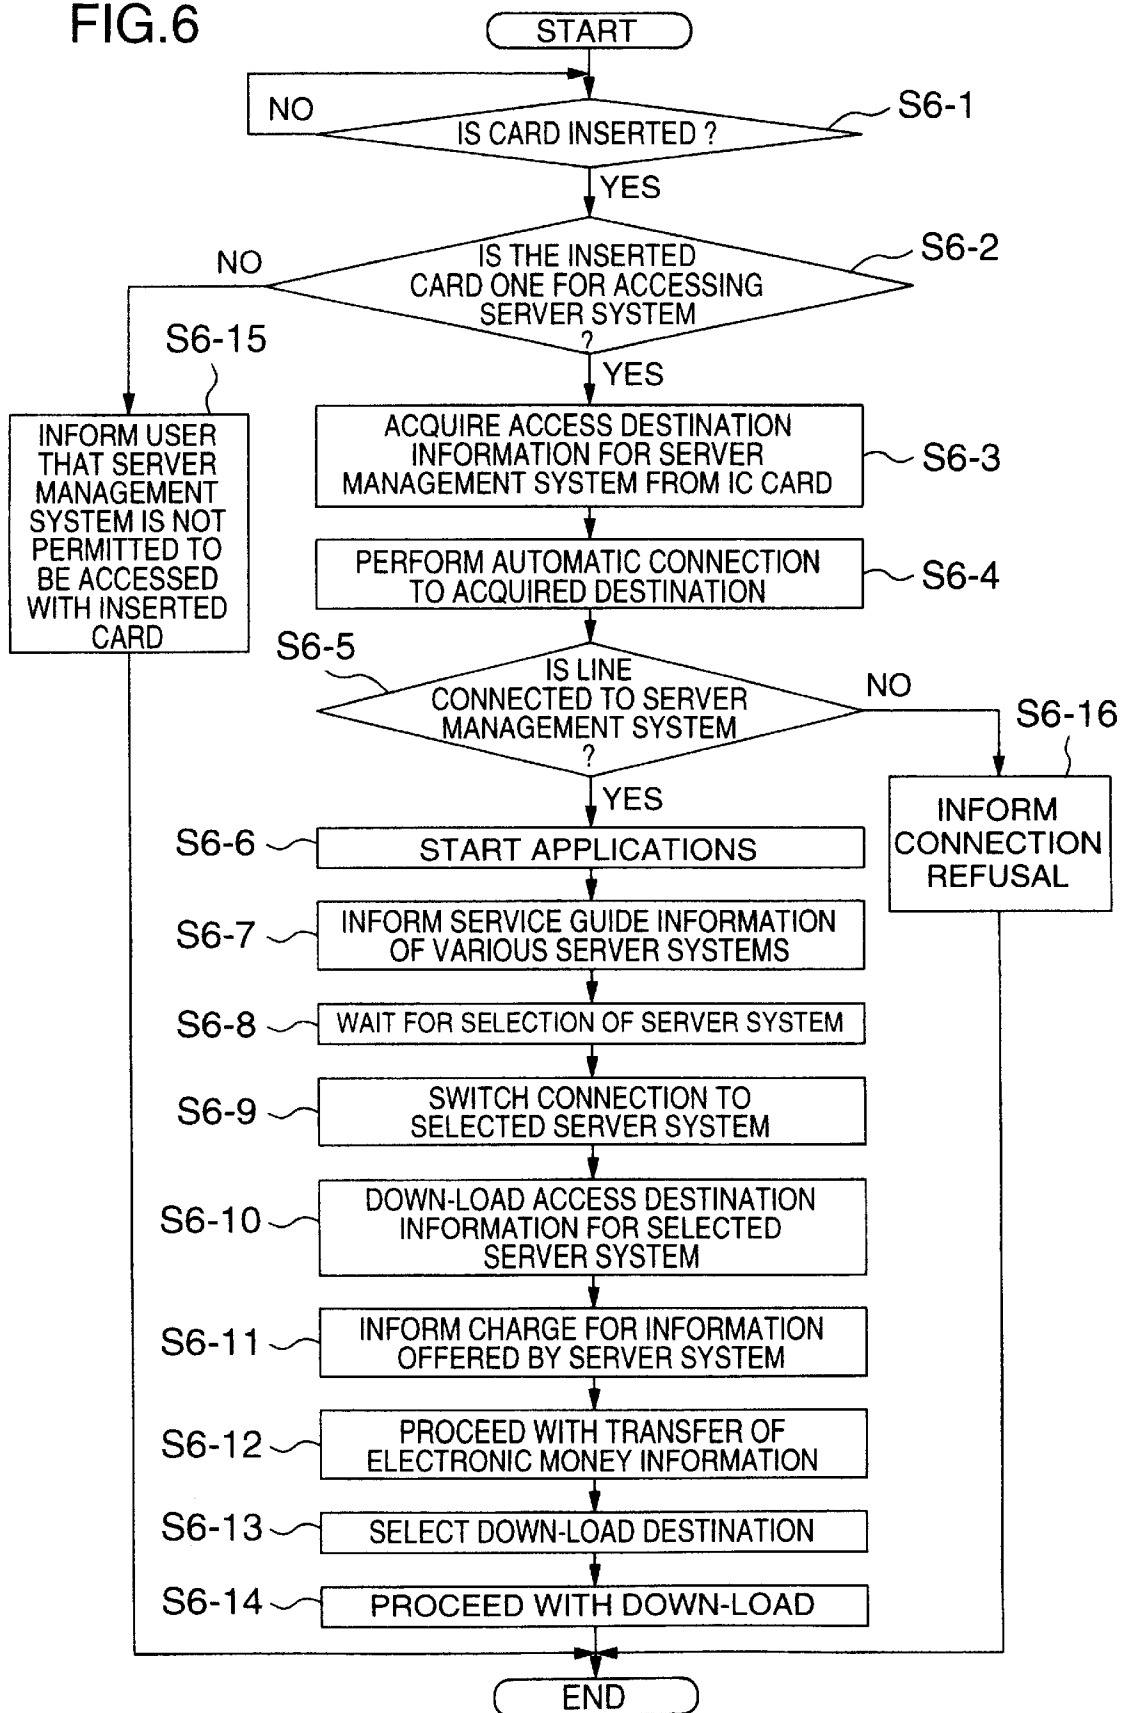 FIG.6
START
NO
IS CARD INSERTED ?
S6-1
YES
NO
IS THE INSERTED
CARD ONE FOR ACCESSING
SERVER SYSTEM
?
S6-2
YES
S6-15
INFORM USER
THAT SERVER
MANAGEMENT
SYSTEM IS NOT
PERMITTED TO
BE ACCESSED
WITH INSERTED
CARD
ACQUIRE ACCESS DESTINATION
INFORMATION FOR SERVER
MANAGEMENT SYSTEM FROM IC CARD
S6-3
PERFORM AUTOMATIC CONNECTION
TO ACQUIRED DESTINATION
S6-4
S6-5
IS LINE
CONNECTED TO SERVER
MANAGEMENT SYSTEM
?
NO
S6-16
INFORM
CONNECTION
REFUSAL
YES
S6-6
START APPLICATIONS
S6-7
INFORM SERVICE GUIDE INFORMATION
OF VARIOUS SERVER SYSTEMS
S6-8
WAIT FOR SELECTION OF SERVER SYSTEM
S6-9
SWITCH CONNECTION TO
SELECTED SERVER SYSTEM
S6-10
DOWN-LOAD ACCESS DESTINATION
INFORMATION FOR SELECTED
SERVER SYSTEM
S6-11
INFORM CHARGE FOR INFORMATION
OFFERED BY SERVER SYSTEM
S6-12
PROCEED WITH TRANSFER OF
ELECTRONIC MONEY INFORMATION
S6-13
SELECT DOWN-LOAD DESTINATION
S6-14
PROCEED WITH DOWN-LOAD
END